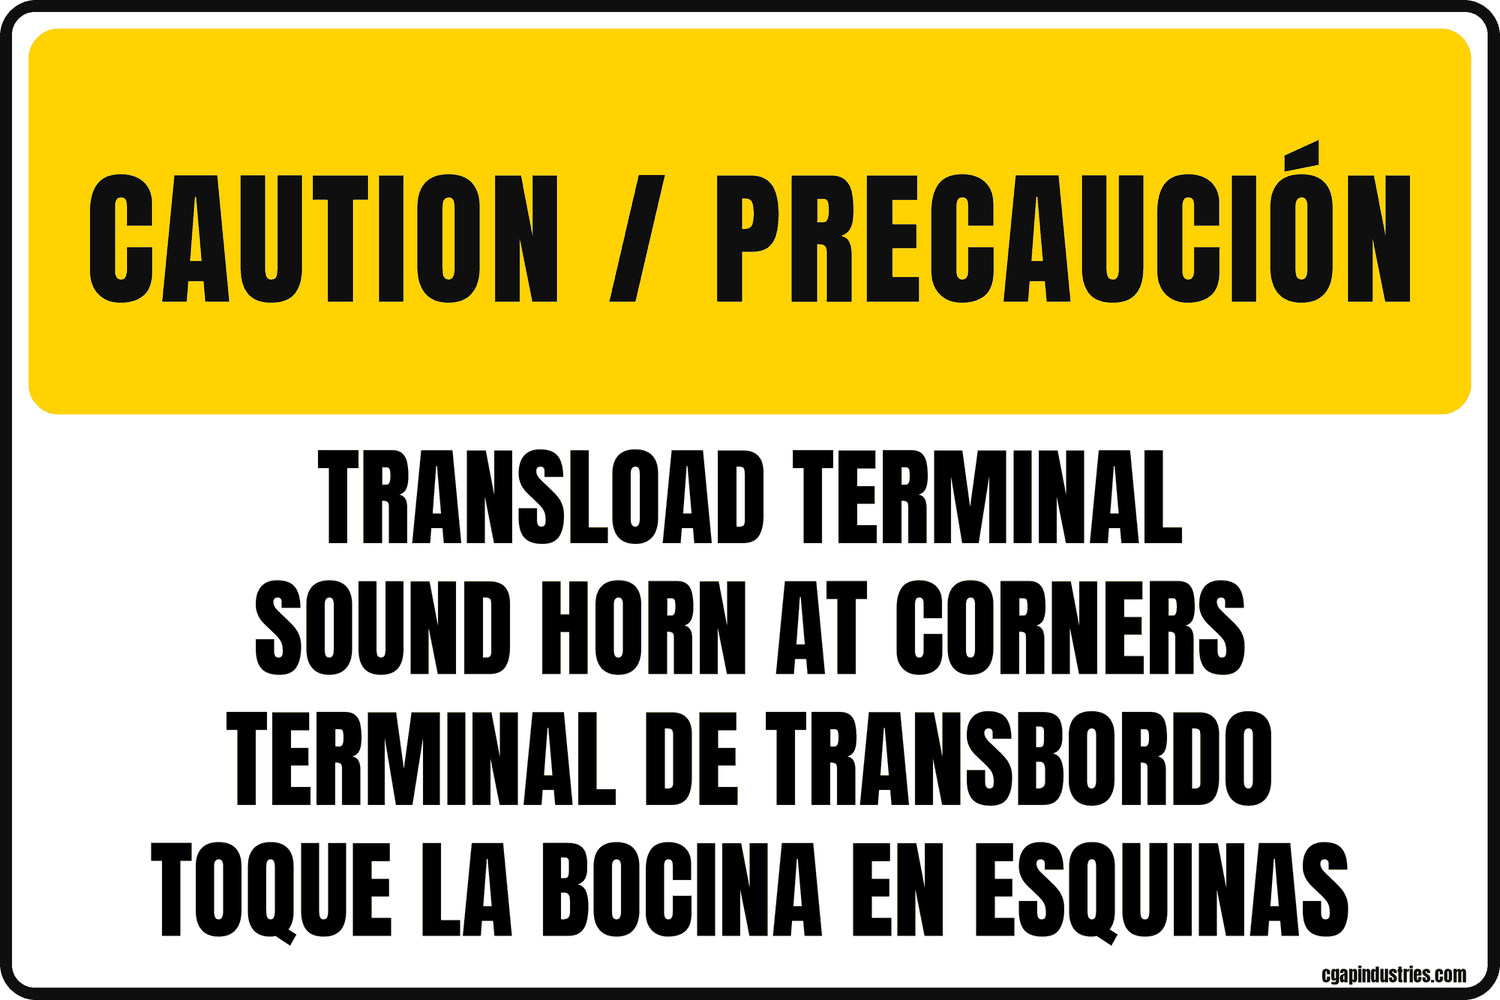 CAUTION / PRECAUCIÓN
TRANSLOAD TERMINAL
SOUND HORN AT CORNERS
TERMINAL DE TRANSBORDO
TOQUE LA BOCINA EN ESQUINAS
cgapindustries.com